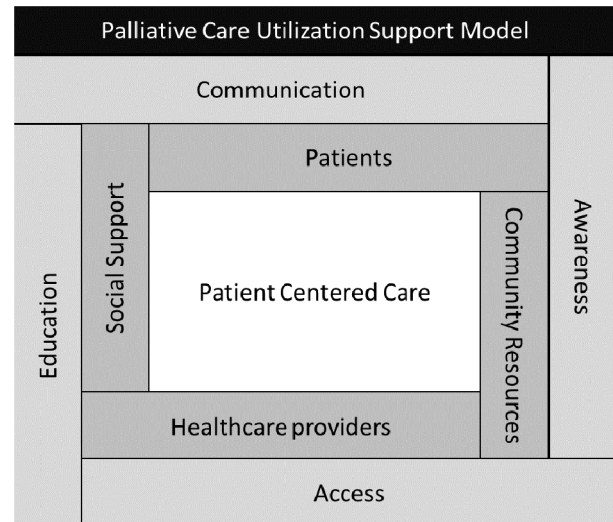 Palliative Care Utilization Support Model
Communication
Patients
Social Support
Education
Patient Centered Care
Community Resources
Awareness
Healthcare providers
Access